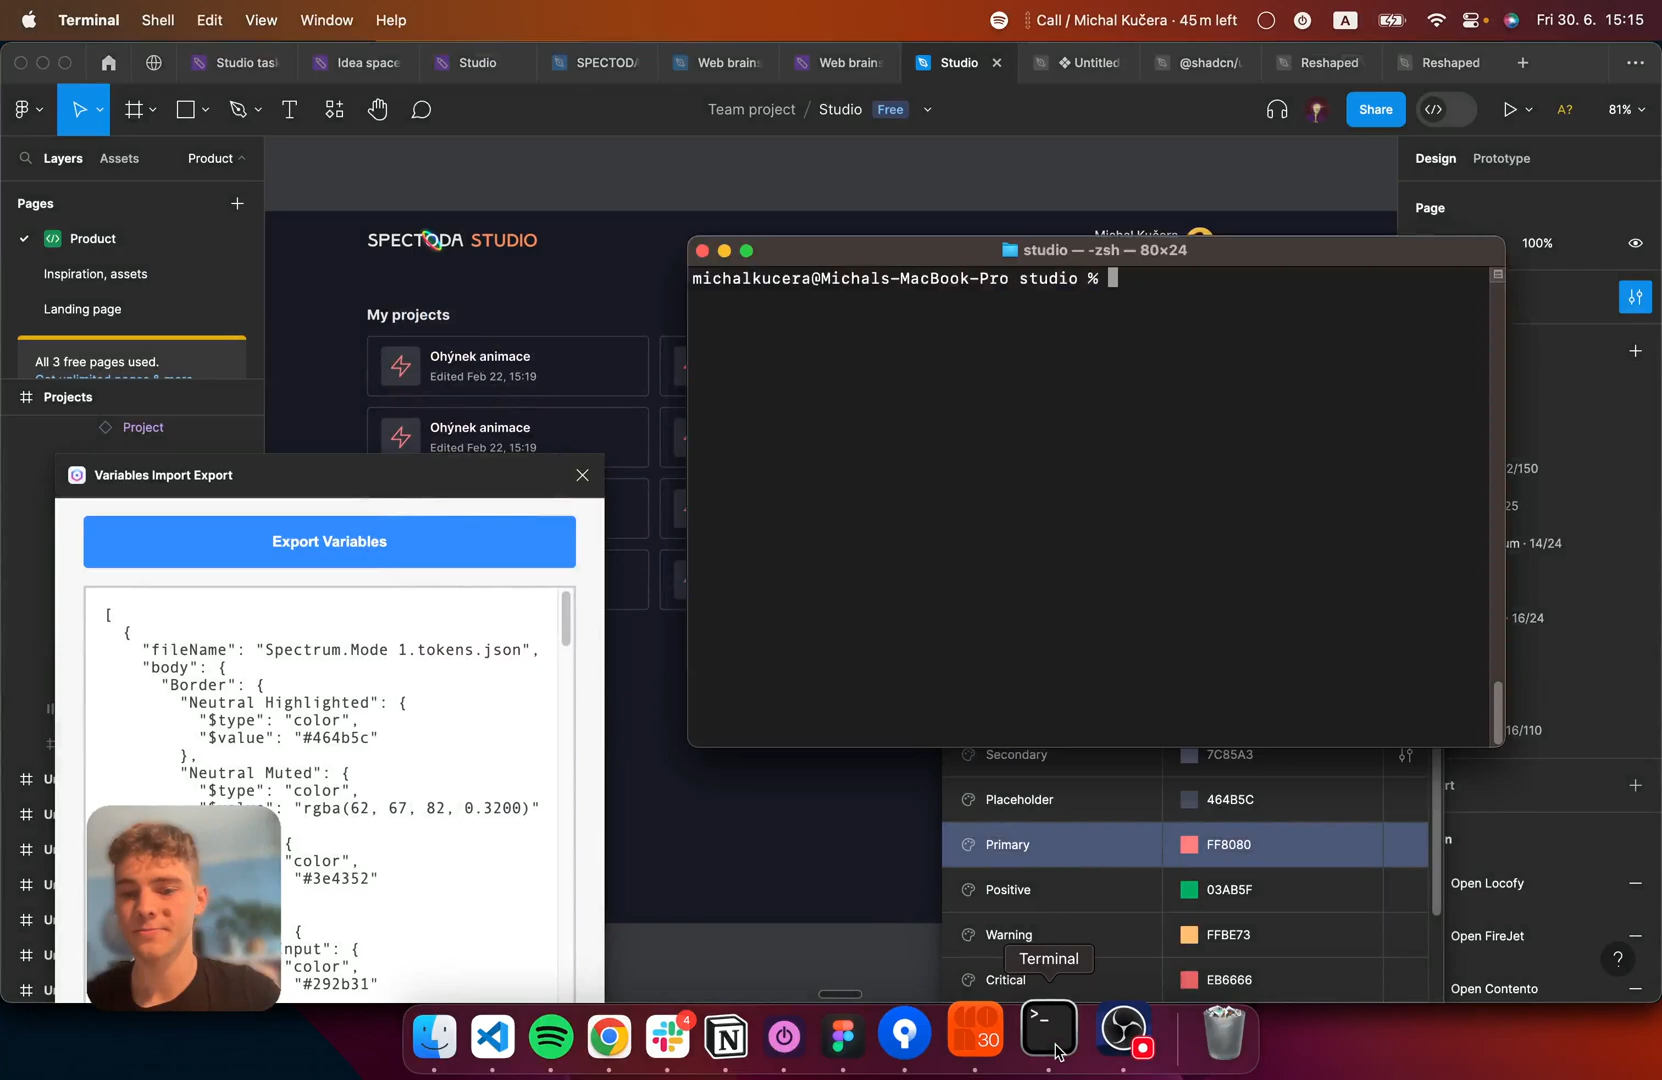 Terminal Shell Edit View Window Help
Call / Michal Kučera · 45 m left
A
Fri 30. 6. 15:15
Studio tas
Idea space
Studio
SPECTODA
Web brains
Web brains
Studio
Untitled
@shadcn/u
Reshaped
Reshaped
Team project / Studio Free
Share
A?
81%
Layers Assets Product
Design Prototype
Pages
Page
Product
100%
Inspiration, assets
Landing page
All 3 free pages used.
Projects
Project
SPECTODA STUDIO
Michal Kučera
My projects
Ohýnek animace
Edited Feb 22, 15:19
Ohýnek animace
Edited Feb 22, 15:19
studio — -zsh — 80×24
michalkucera@Michals-MacBook-Pro studio %
2/150
25
um · 14/24
16/24
16/110
Variables Import Export
Export Variables
[
{
"fileName": "Spectrum.Mode 1.tokens.json",
"body": {
"Border": {
"Neutral Highlighted": {
"$type": "color",
"$value": "#464b5c"
},
"Neutral Muted": {
"$type": "color",
"rgba(62, 67, 82, 0.3200)"
{
"color",
"#3e4352"
{
nput": {
"color",
"#292b31"
Secondary 7C85A3
Placeholder 464B5C
Primary FF8080
Positive 03AB5F
Warning FFBE73
Critical EB6666
Terminal
rt
n
Open Locofy
Open FireJet
Open Contento
?
4
30